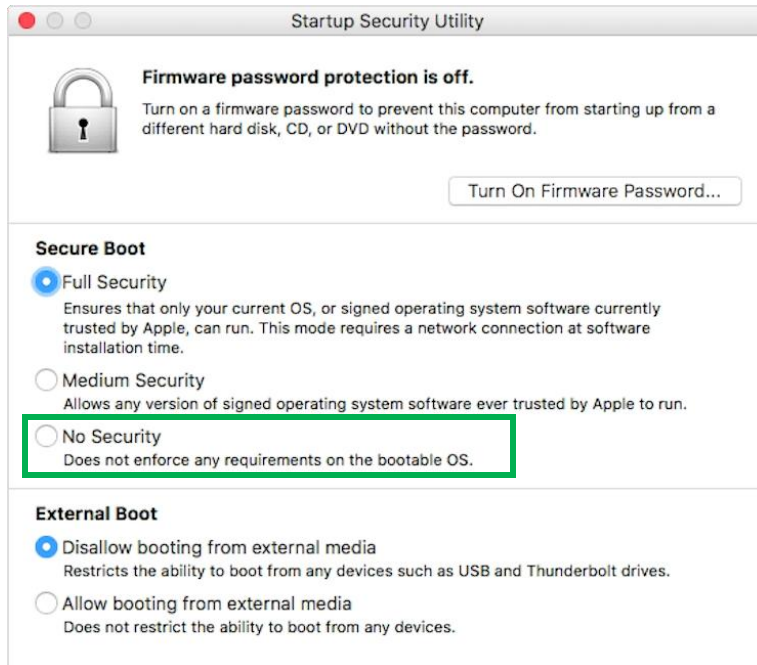 Startup Security Utility
Firmware password protection is off.
Turn on a firmware password to prevent this computer from starting up from a
different hard disk, CD, or DVD without the password.
Turn On Firmware Password...
Secure Boot
Full Security
Ensures that only your current OS, or signed operating system software currently
trusted by Apple, can run. This mode requires a network connection at software
installation time.
Medium Security
Allows any version of signed operating system software ever trusted by Apple to run.
No Security
Does not enforce any requirements on the bootable OS.
External Boot
Disallow booting from external media
Restricts the ability to boot from any devices such as USB and Thunderbolt drives.
Allow booting from external media
Does not restrict the ability to boot from any devices.